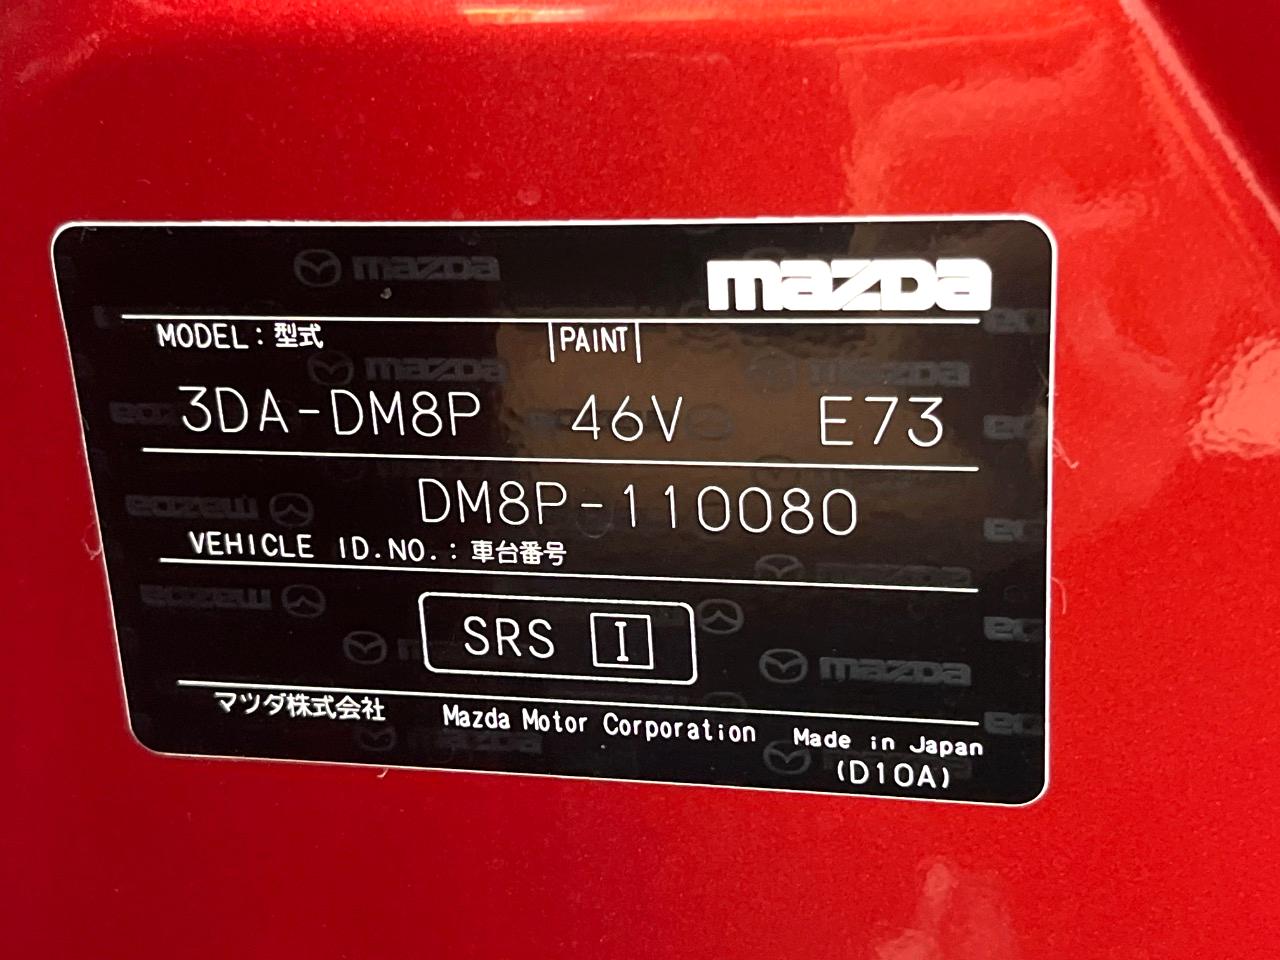 mazda
MODEL : 型式 PAINT
3DA-DM8P 46V E73
DM8P-110080
VEHICLE ID.NO. : 車台番号
SRS I
マツダ株式会社 Mazda Motor Corporation Made in Japan
(D10A)